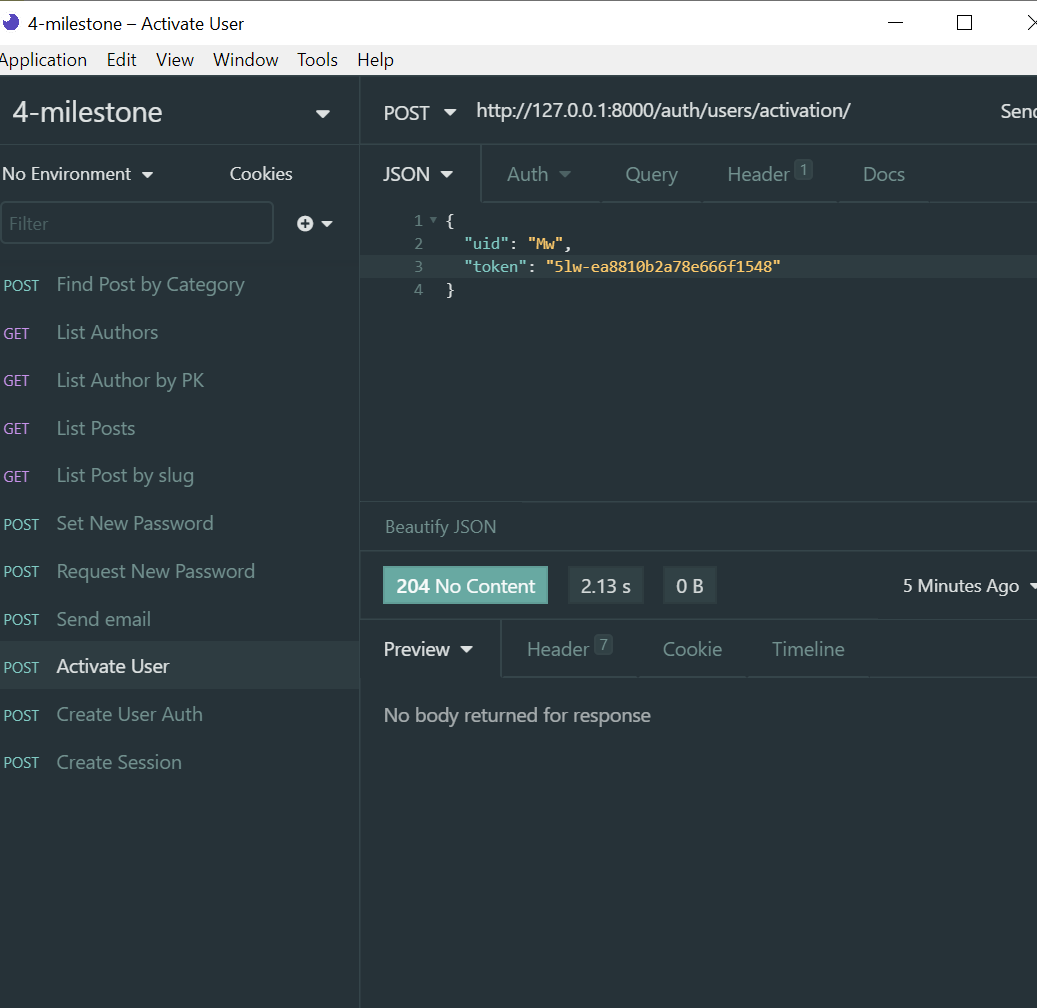 4-milestone – Activate User
Application Edit View Window Tools Help
4-milestone
POST http://127.0.0.1:8000/auth/users/activation/ Send
No Environment Cookies
JSON Auth Query Header 1 Docs
Filter
1 {
2 "uid": "Mw",
3 "token": "5lw-ea8810b2a78e666f1548"
4 }
POST Find Post by Category
GET List Authors
GET List Author by PK
GET List Posts
GET List Post by slug
POST Set New Password
POST Request New Password
POST Send email
POST Activate User
POST Create User Auth
POST Create Session
Beautify JSON
204 No Content 2.13 s 0 B 5 Minutes Ago
Preview Header 7 Cookie Timeline
No body returned for response